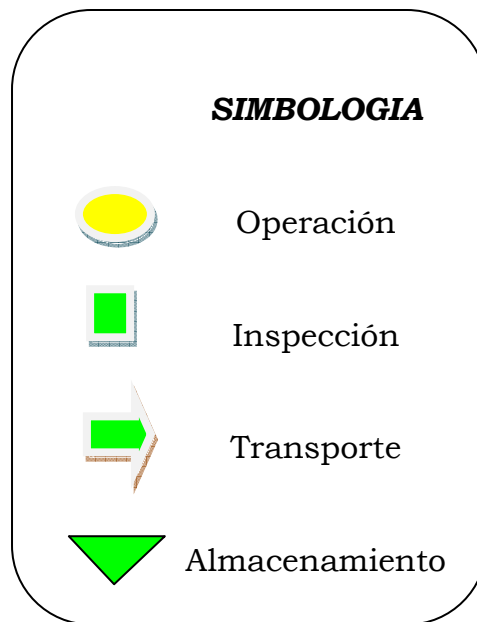 SIMBOLOGIA
Operación
Inspección
Transporte
Almacenamiento